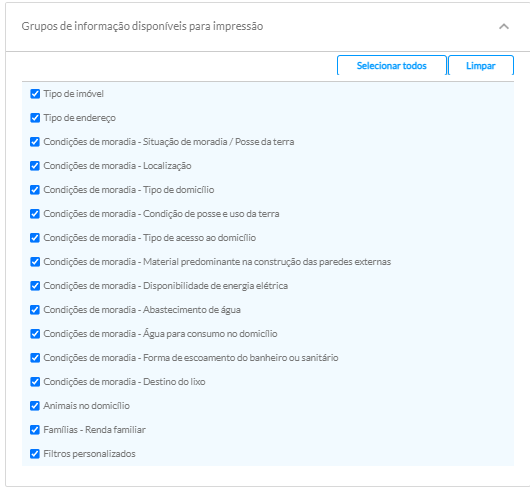 Grupos de informação disponíveis para impressão
Selecionar todos Limpar
Tipo de imóvel
Tipo de endereço
Condições de moradia - Situação de moradia / Posse da terra
Condições de moradia - Localização
Condições de moradia - Tipo de domicílio
Condições de moradia - Condição de posse e uso da terra
Condições de moradia - Tipo de acesso ao domicílio
Condições de moradia - Material predominante na construção das paredes externas
Condições de moradia - Disponibilidade de energia elétrica
Condições de moradia - Abastecimento de água
Condições de moradia - Água para consumo no domicílio
Condições de moradia - Forma de escoamento do banheiro ou sanitário
Condições de moradia - Destino do lixo
Animais no domicílio
Famílias - Renda familiar
Filtros personalizados